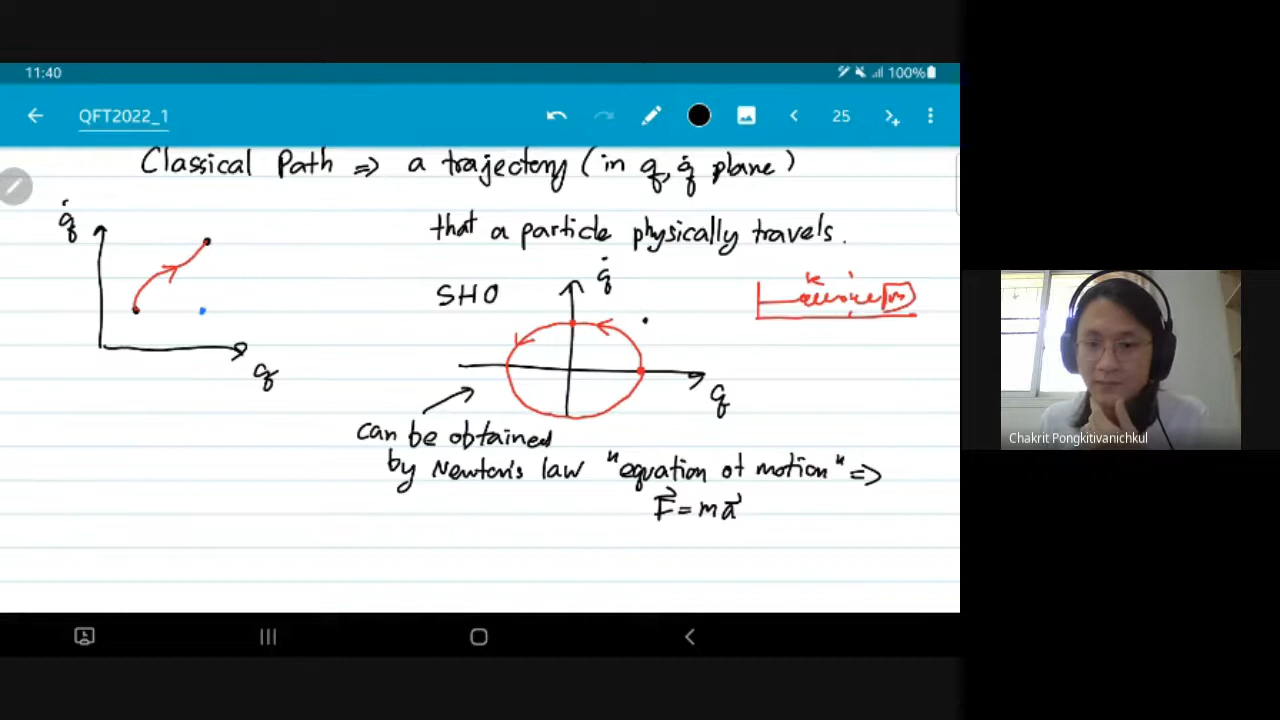 11:40
100%
QFT2022_1
25
Classical Path ⇒ a trajectory (in q, q̇ plane)
that a particle physically travels.
q̇
q
SHO
q̇
q
k
m
can be obtained
by Newton's law "equation of motion" ⇒
F⃗ = ma⃗
Chakrit Pongkitivanichkul